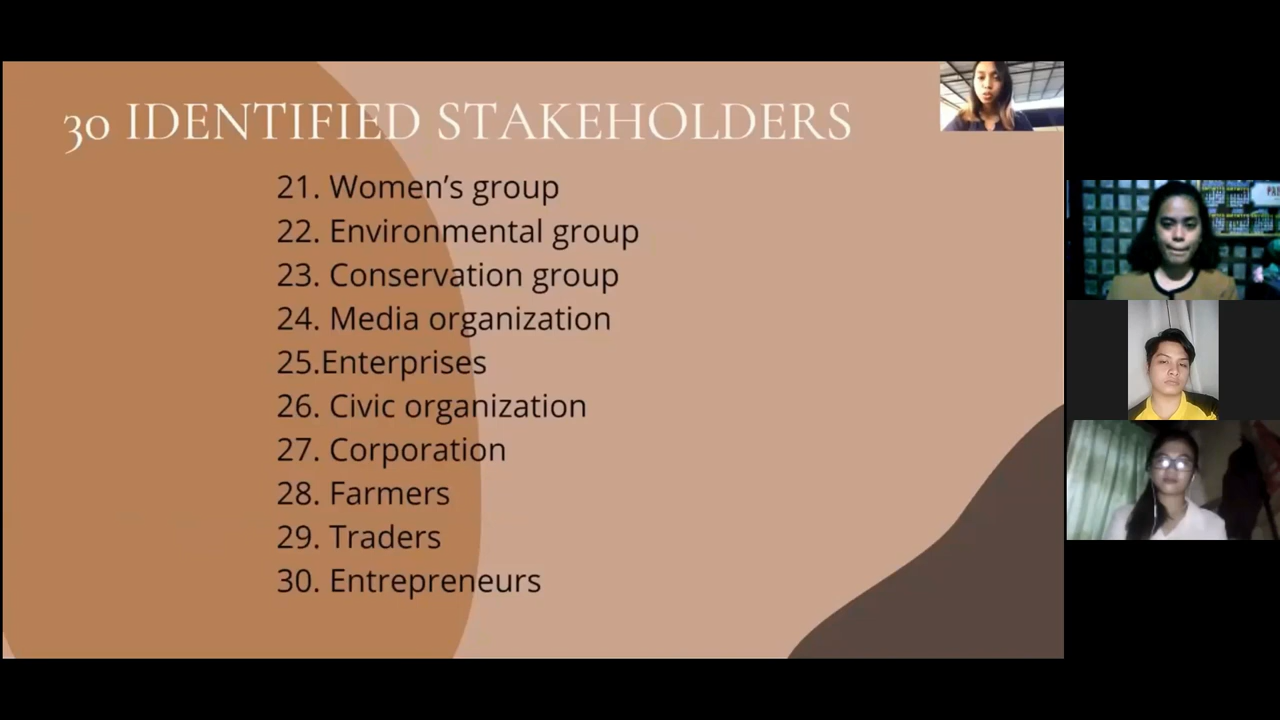 30 IDENTIFIED STAKEHOLDERS
21. Women's group
22. Environmental group
23. Conservation group
24. Media organization
25.Enterprises
26. Civic organization
27. Corporation
28. Farmers
29. Traders
30. Entrepreneurs